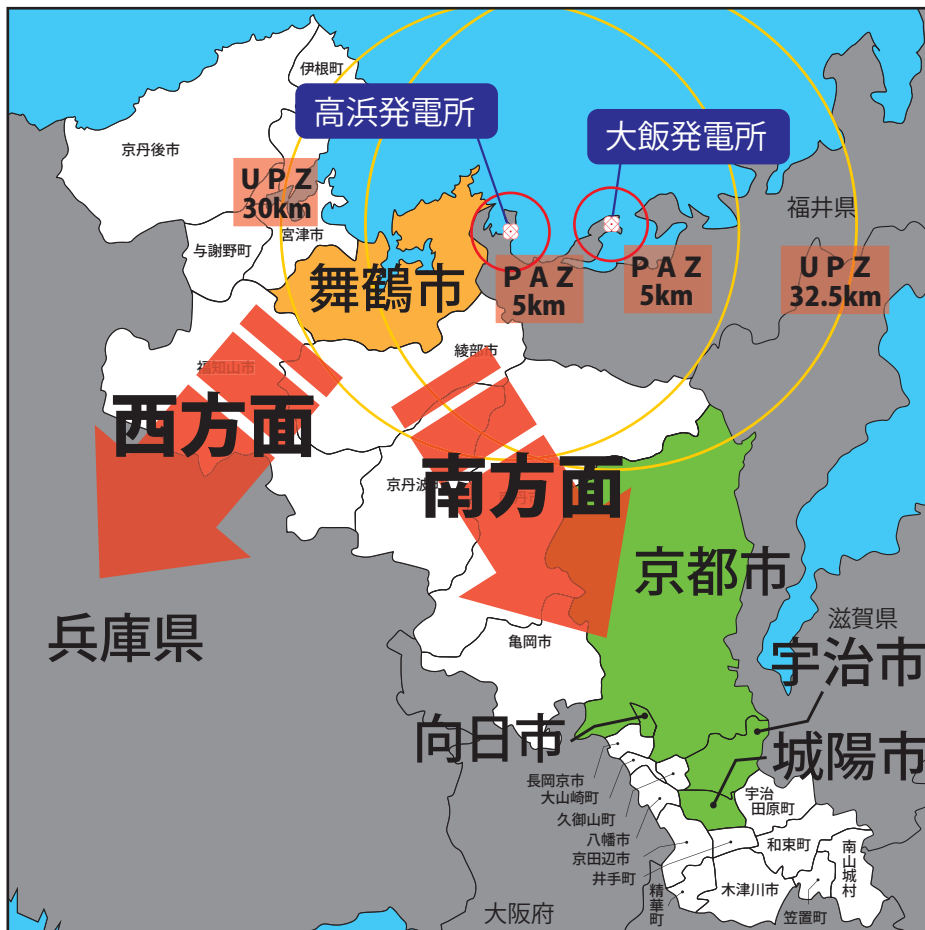 伊根町
高浜発電所
大飯発電所
京丹後市
UPZ
30km
宮津市
与謝野町
福井県
舞鶴市
PAZ
5km
PAZ
5km
UPZ
32.5km
綾部市
福知山市
西方面
南方面
京丹波町
南丹市
京都市
兵庫県
亀岡市
滋賀県
宇治市
向日市
城陽市
長岡京市
大山崎町
久御山町
八幡市
京田辺市
井手町
宇治
田原町
和束町
南山城村
精華町
木津川市
笠置町
大阪府